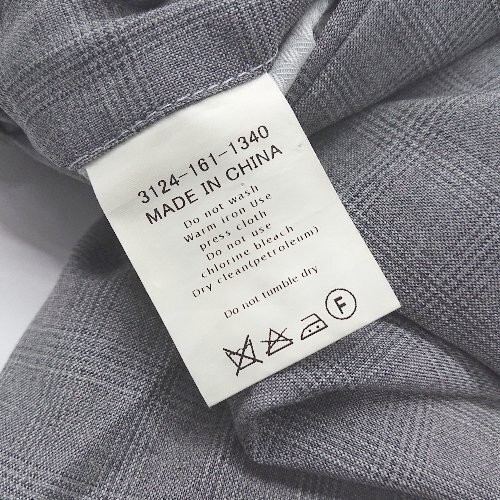 3124-161-1340
MADE IN CHINA
Do not wash
Warm iron Use
press cloth
Do not use
chlorine bleach
Dry clean(petroleum)
Do not tumble dry
F